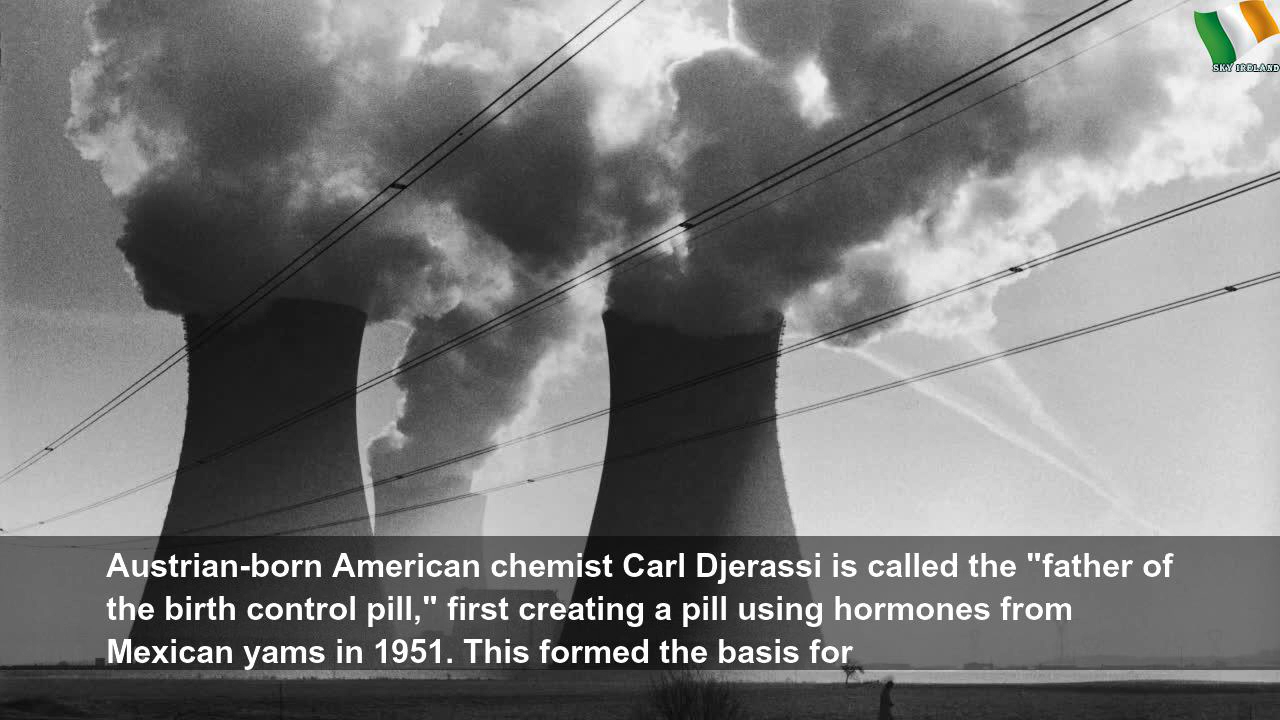 SKY IRELAND
Austrian-born American chemist Carl Djerassi is called the "father of
the birth control pill," first creating a pill using hormones from
Mexican yams in 1951. This formed the basis for